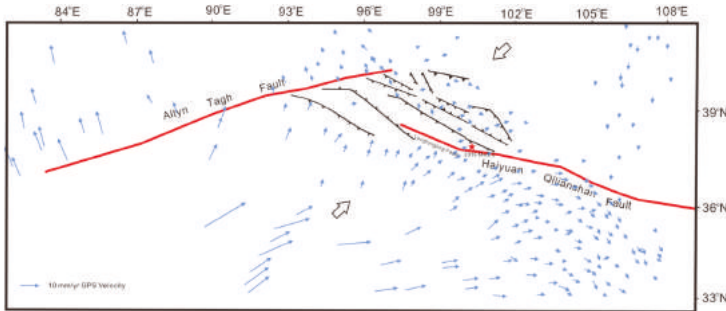 84°E 87°E 90°E 93°E 96°E 99°E 102°E 105°E 108°E
39°N
36°N
33°N
Altyn Tagh Fault
Haiyuan Qilianshan Fault
10 mm/yr GPS Velocity